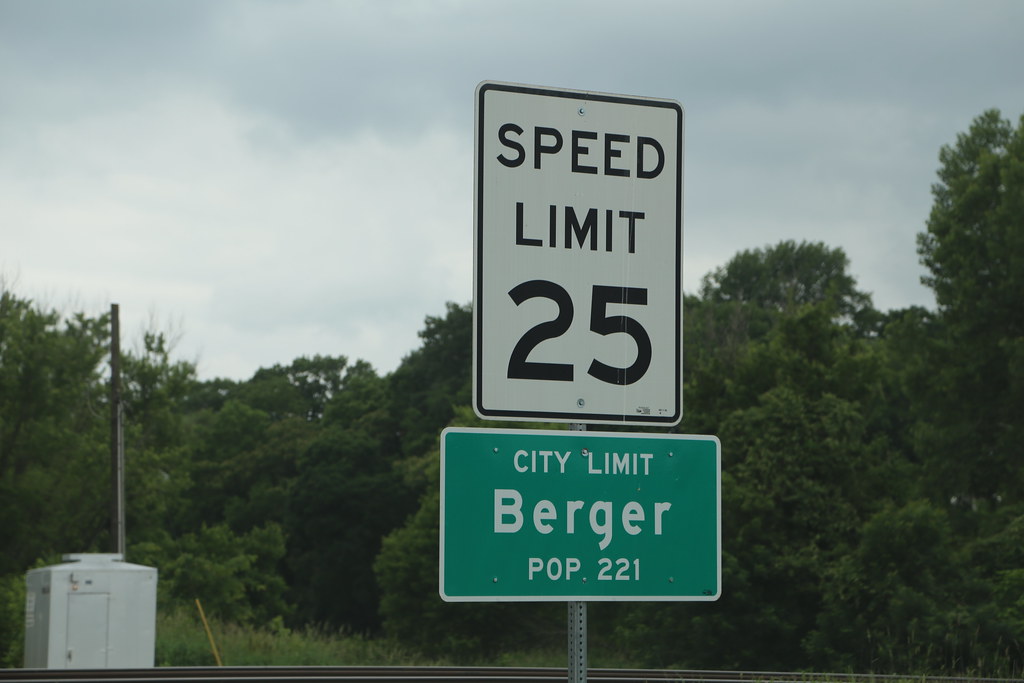 SPEED
LIMIT
25
CITY LIMIT
Berger
POP 221